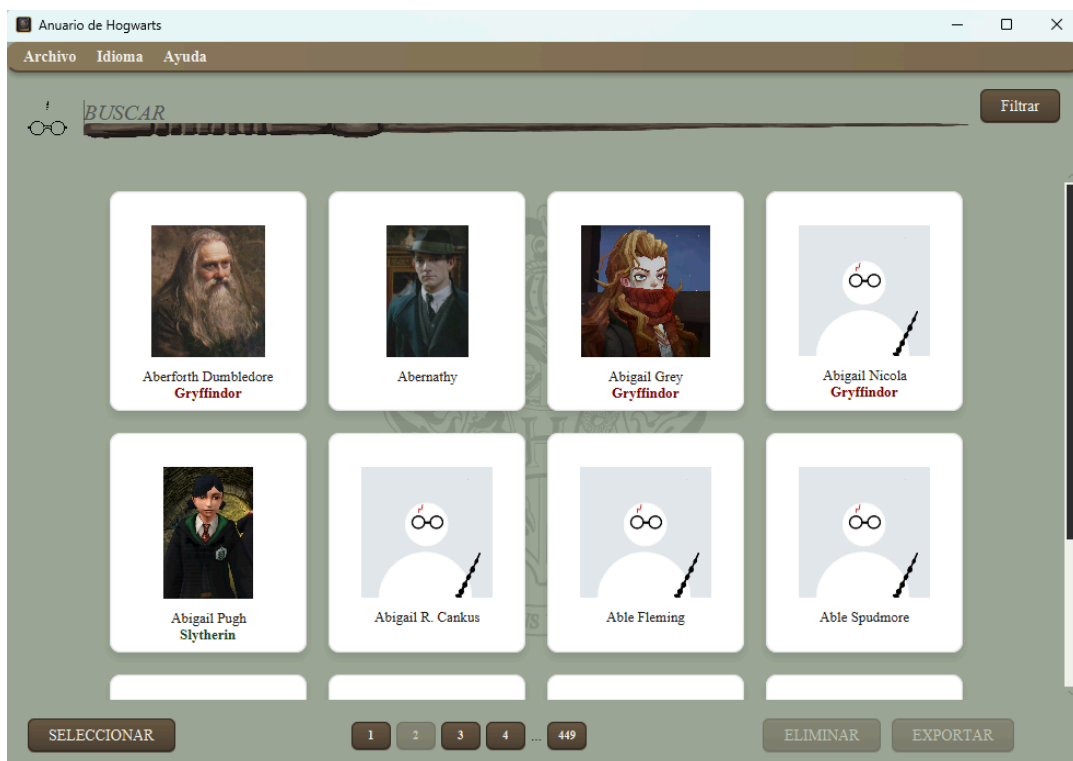 Anuario de Hogwarts
Archivo Idioma Ayuda
BUSCAR
Filtrar
Aberforth Dumbledore
Gryffindor
Abernathy
Abigail Grey
Gryffindor
Abigail Nicola
Gryffindor
Abigail Pugh
Slytherin
Abigail R. Cankus
Able Fleming
Able Spudmore
SELECCIONAR
1 2 3 4 ... 449
ELIMINAR
EXPORTAR